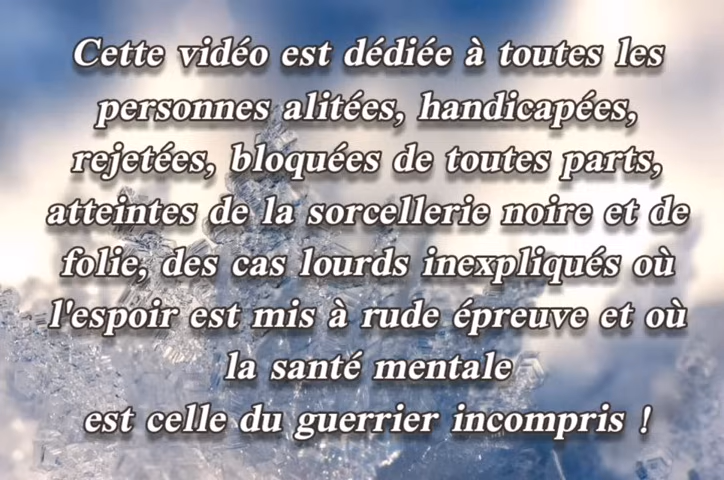 Cette vidéo est dédiée à toutes les
personnes alitées, handicapées,
rejetées, bloquées de toutes parts,
atteintes de la sorcellerie noire et de
folie, des cas lourds inexpliqués où
l'espoir est mis à rude épreuve et où
la santé mentale
est celle du guerrier incompris !